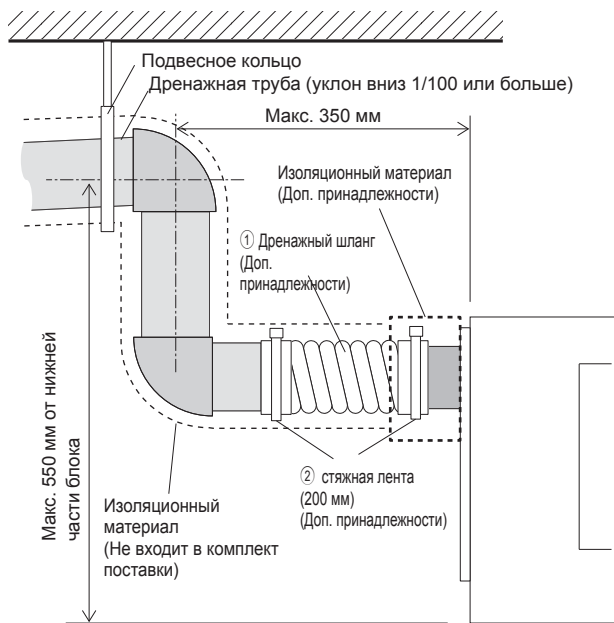 Подвесное кольцо
Дренажная труба (уклон вниз 1/100 или больше)
Макс. 350 мм
Изоляционный материал
(Доп. принадлежности)
① Дренажный шланг
(Доп.
принадлежности)
Макс. 550 мм от нижней
части блока
② стяжная лента
(200 мм)
(Доп. принадлежности)
Изоляционный
материал
(Не входит в комплект
поставки)